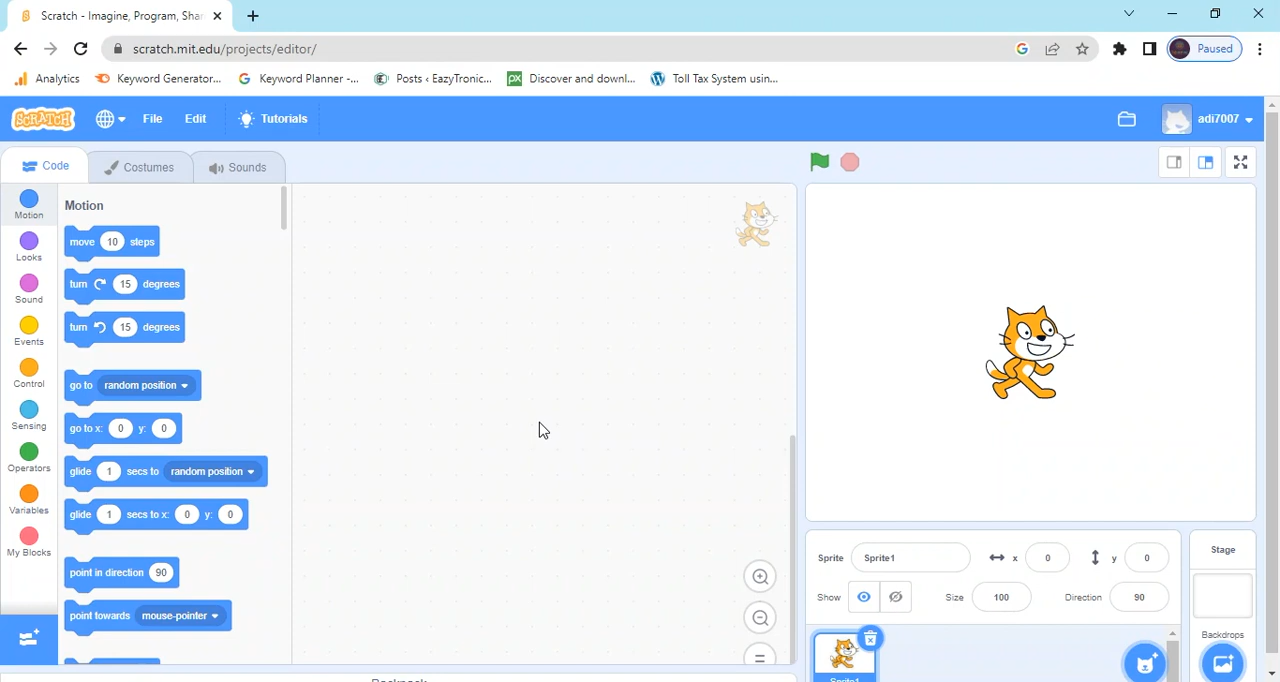 Scratch - Imagine, Program, Shar
scratch.mit.edu/projects/editor/
Paused
Analytics Keyword Generator... Keyword Planner -... Posts ‹ EazyTronic... Discover and downl... Toll Tax System usin...
SCRATCH File Edit Tutorials adi7007
Code Costumes Sounds
Motion
Looks
Sound
Events
Control
Sensing
Operators
Variables
My Blocks
Motion
move 10 steps
turn 15 degrees
turn 15 degrees
go to random position
go to x: 0 y: 0
glide 1 secs to random position
glide 1 secs to x: 0 y: 0
point in direction 90
point towards mouse-pointer
Backpack
Sprite Sprite1 x 0 y 0
Show Size 100 Direction 90
Sprite1
Stage
Backdrops